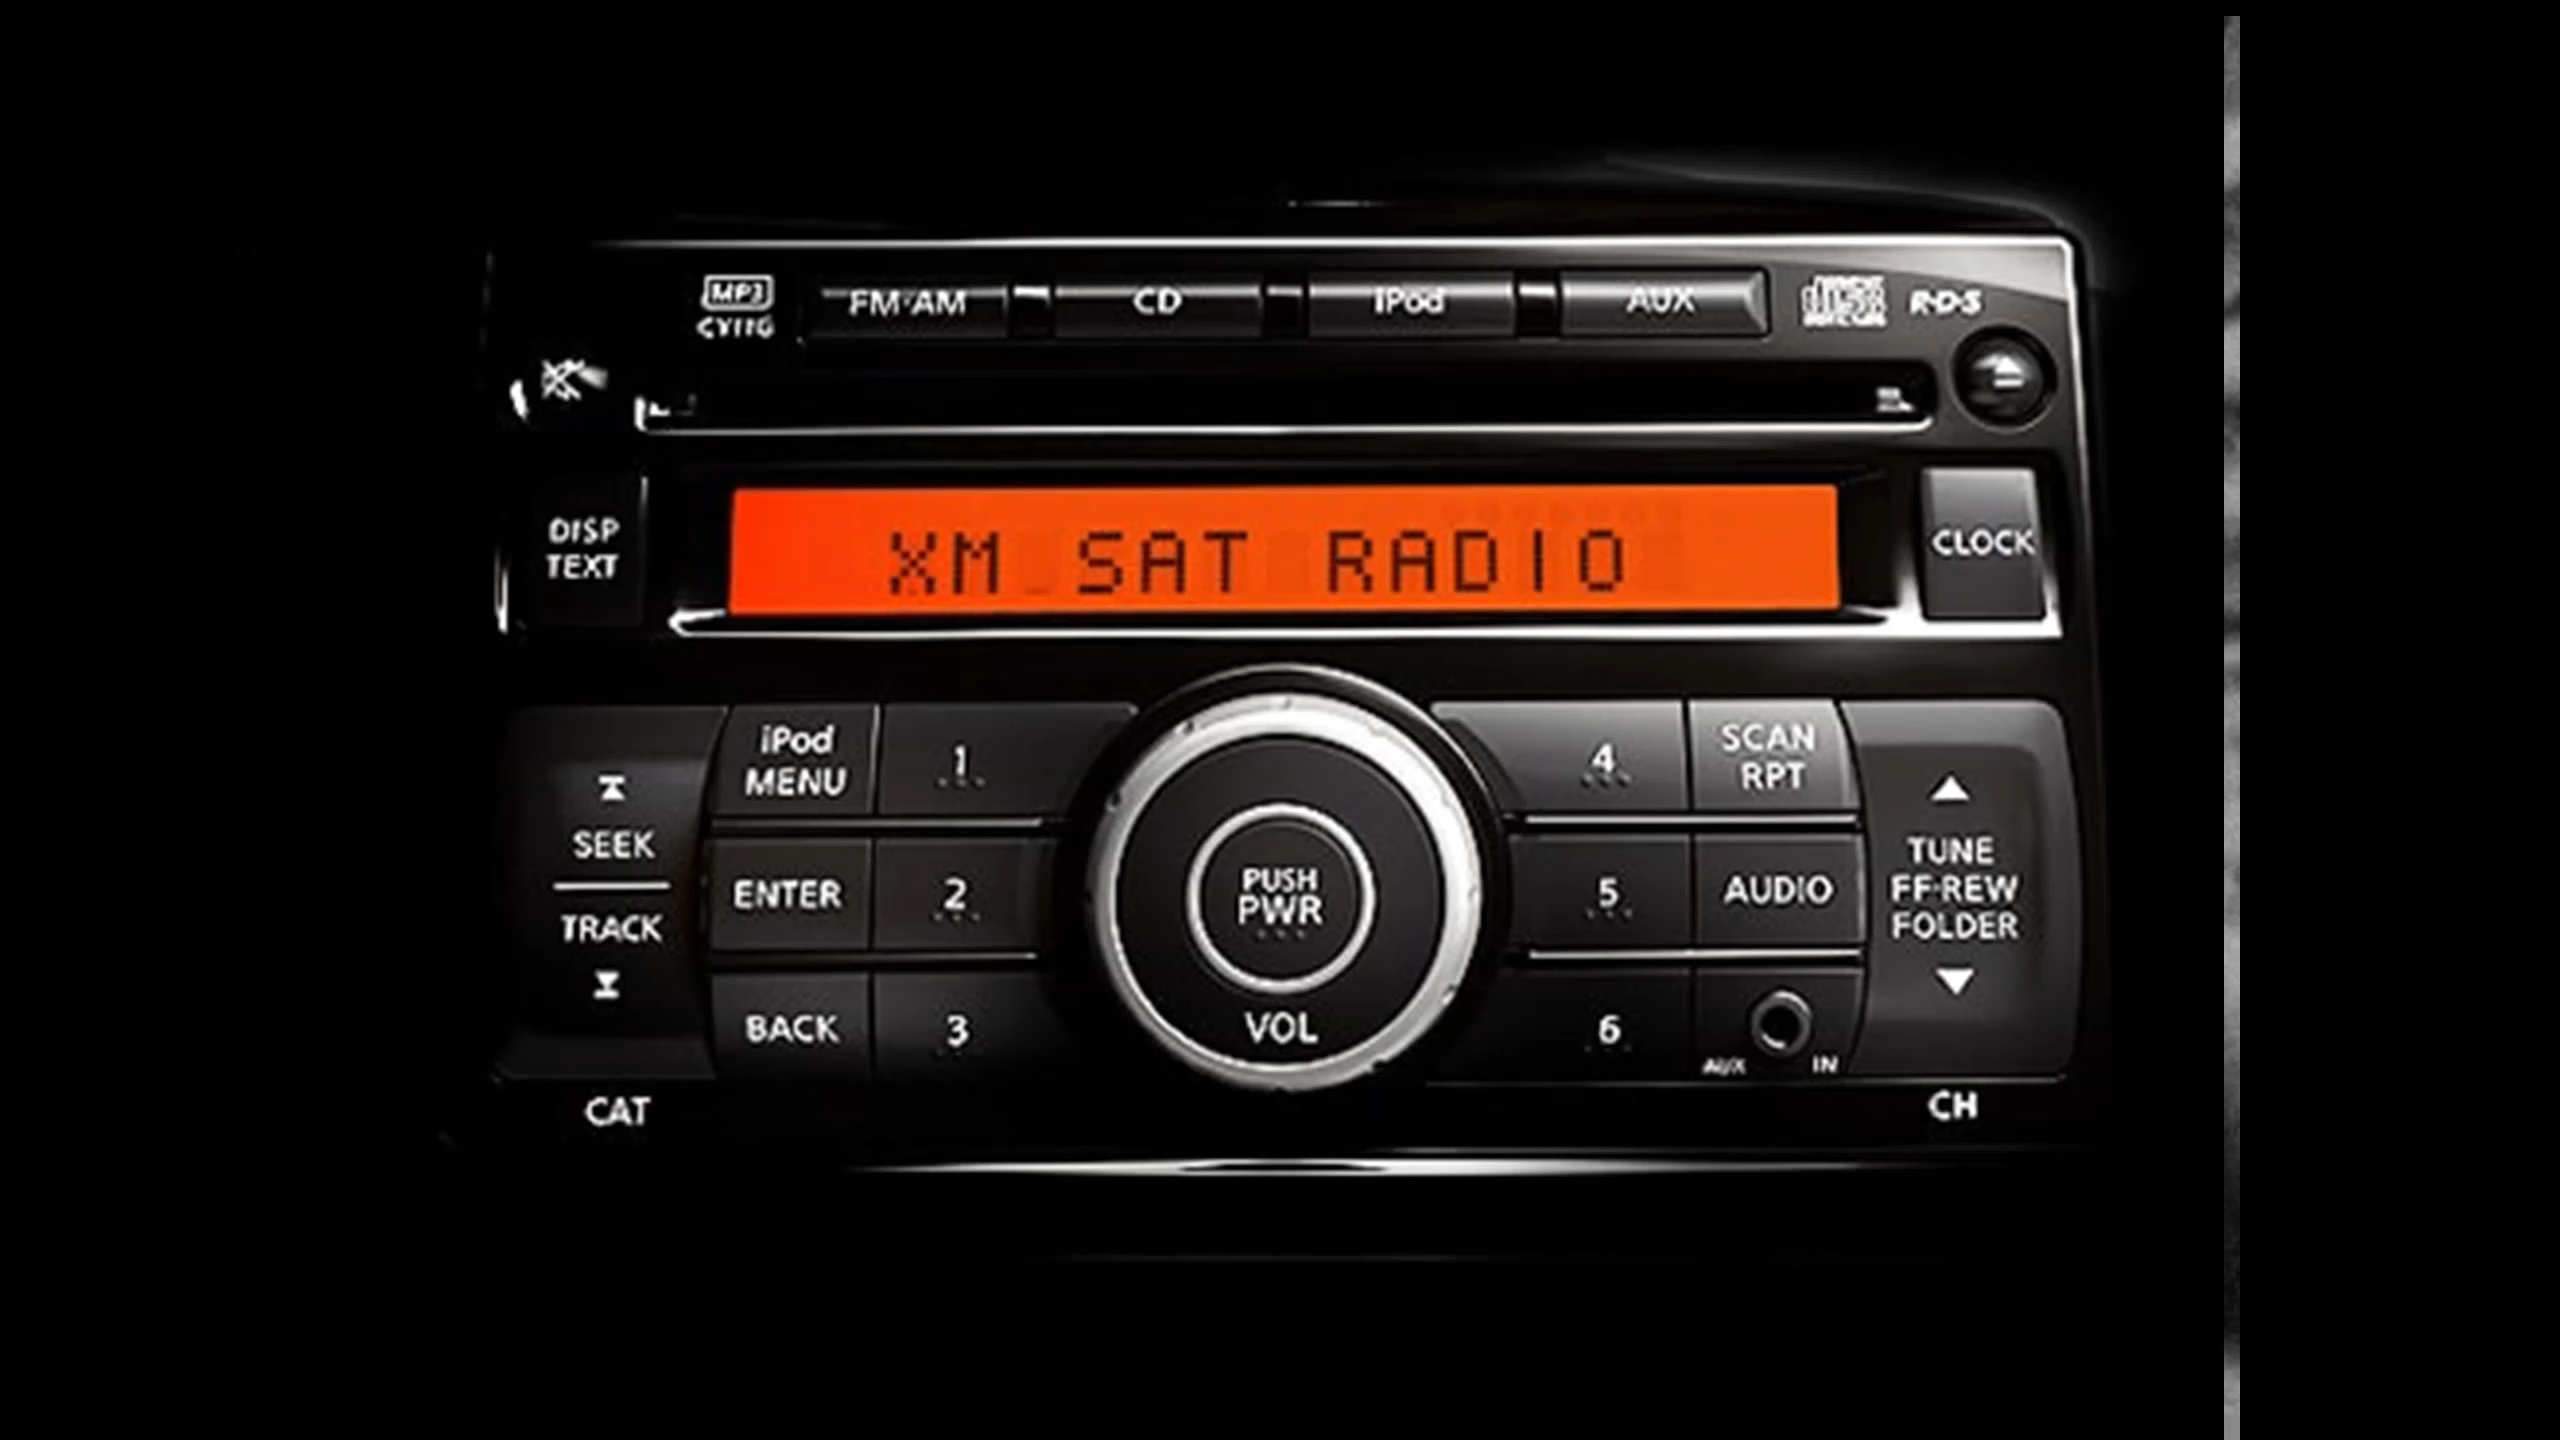 MP3
FM·AM
CD
iPod
AUX
R·D·S
DISP
TEXT
XM SAT RADIO
CLOCK
SEEK
TRACK
CAT
iPod
MENU
ENTER
BACK
1
2
3
PUSH
PWR
VOL
4
5
6
SCAN
RPT
AUDIO
AUX IN
TUNE
FF·REW
FOLDER
CH